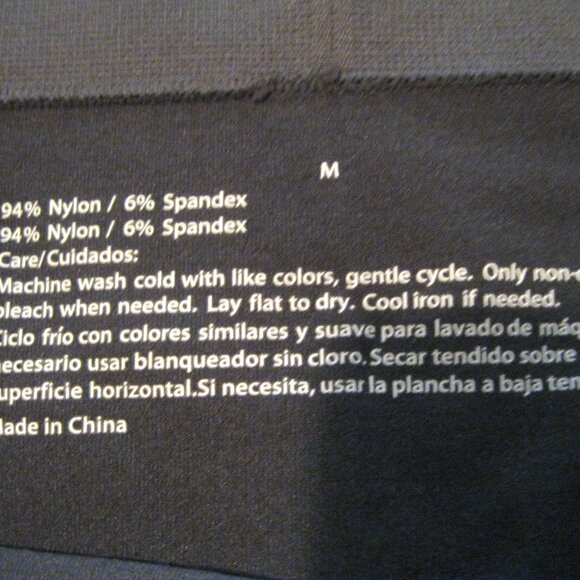 M
94% Nylon / 6% Spandex
94% Nylon / 6% Spandex
Care/Cuidados:
Machine wash cold with like colors, gentle cycle. Only non-
bleach when needed. Lay flat to dry. Cool iron if needed.
Ciclo frío con colores similares y suave para lavado de
necesario usar blanqueador sin cloro. Secar tendido sobre
superficie horizontal.Si necesita, usar la plancha a baja
Made in China